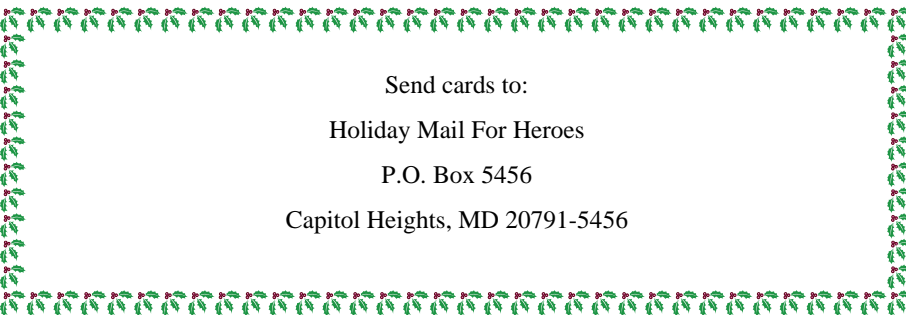 Send cards to:
Holiday Mail For Heroes
P.O. Box 5456
Capitol Heights, MD 20791-5456